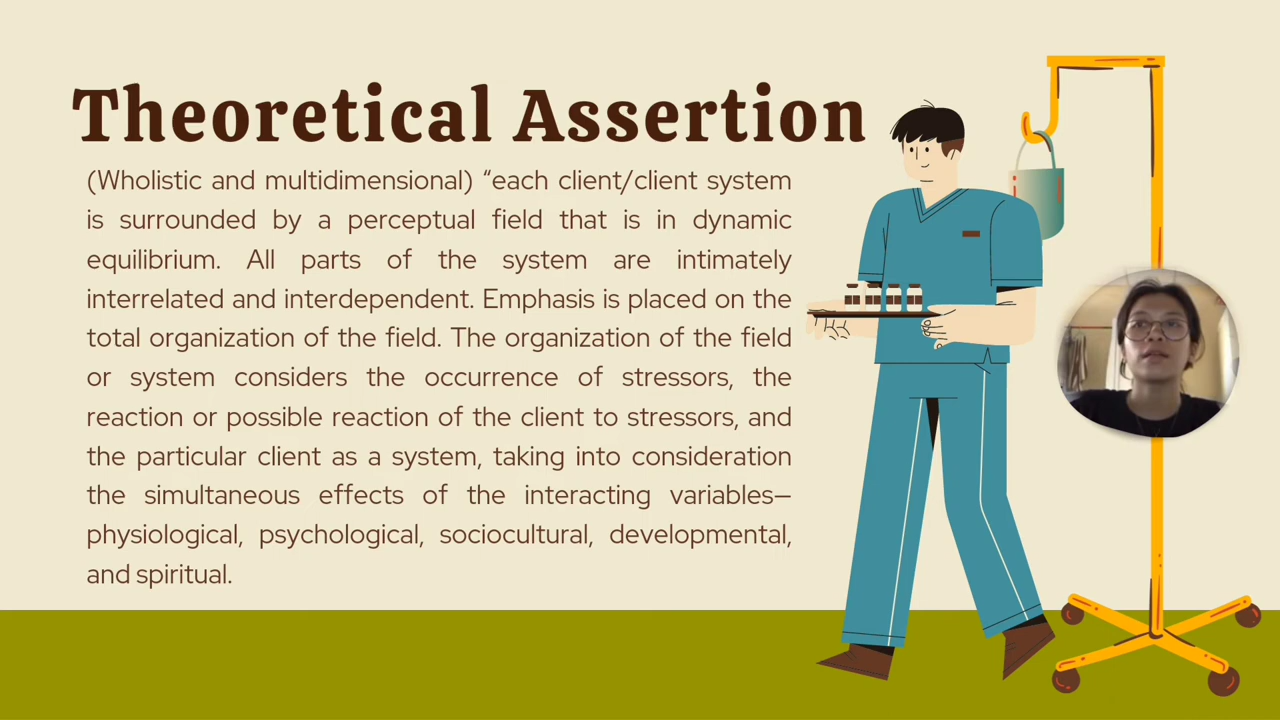 Theoretical Assertion
(Wholistic and multidimensional) “each client/client system
is surrounded by a perceptual field that is in dynamic
equilibrium. All parts of the system are intimately
interrelated and interdependent. Emphasis is placed on the
total organization of the field. The organization of the field
or system considers the occurrence of stressors, the
reaction or possible reaction of the client to stressors, and
the particular client as a system, taking into consideration
the simultaneous effects of the interacting variables—
physiological, psychological, sociocultural, developmental,
and spiritual.